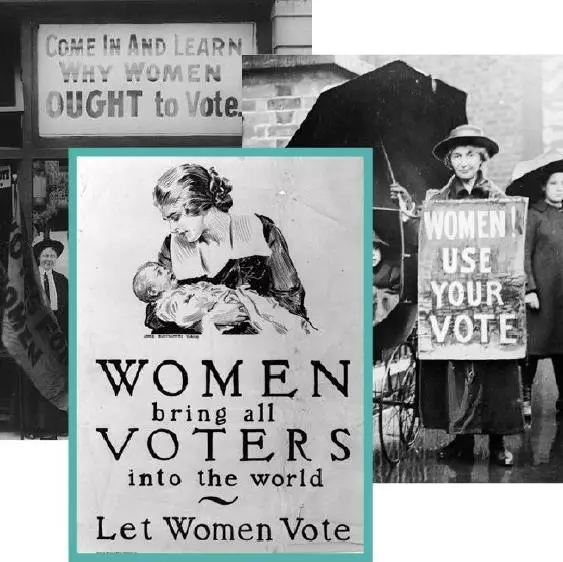 COME IN AND LEARN
WHY WOMEN
OUGHT to VOTE.
WOMEN!
USE
YOUR
VOTE
WOMEN
bring all
VOTERS
into the world
Let Women Vote